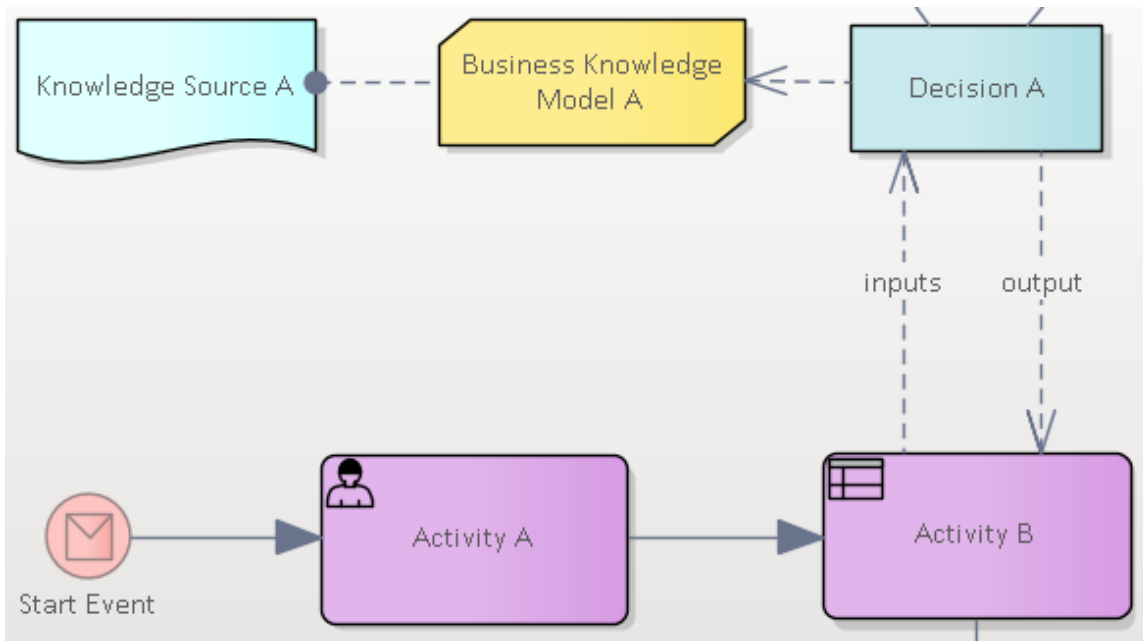 Knowledge Source A
Business Knowledge
Model A
Decision A
inputs
output
Activity A
Activity B
Start Event